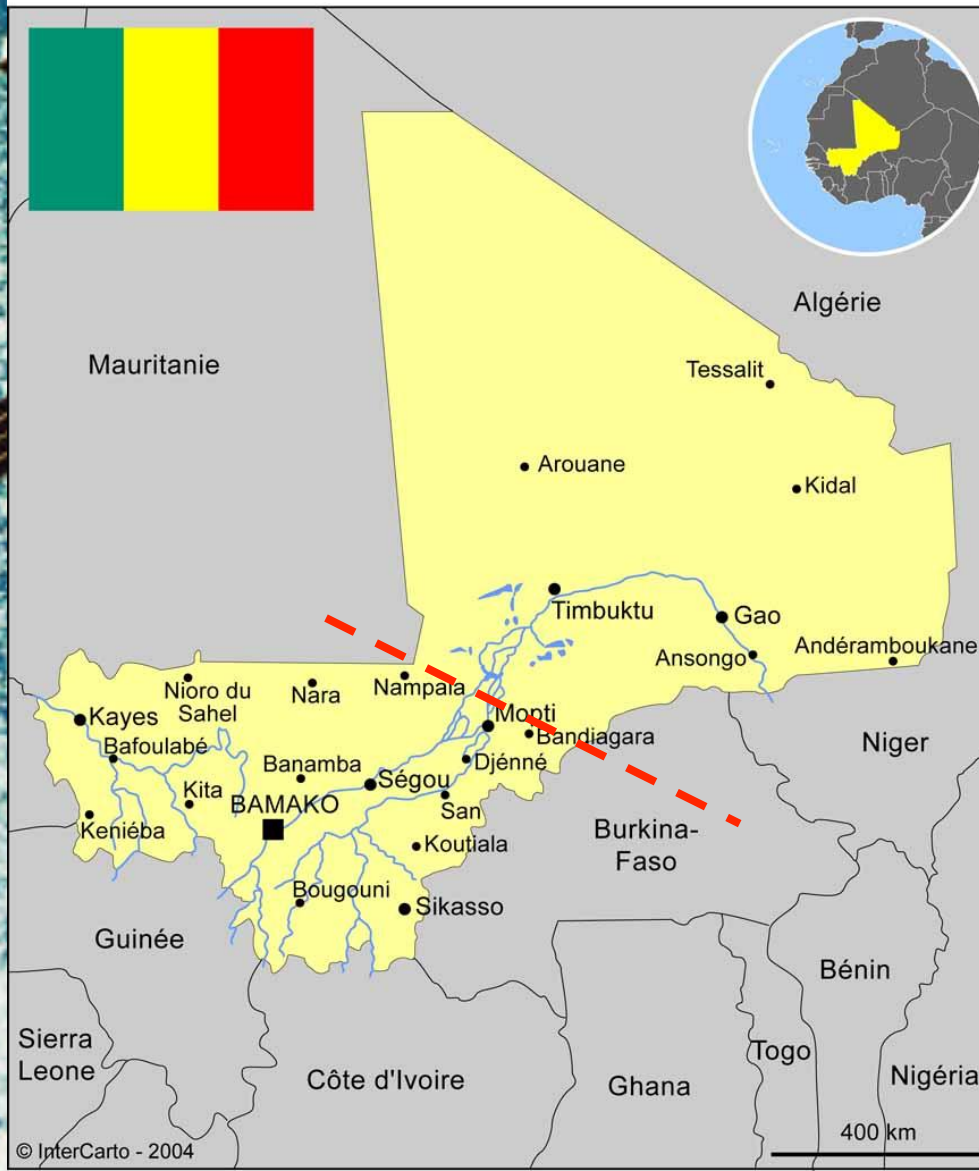 Algérie
Mauritanie
Tessalit
Arouane
Kidal
Timbuktu
Gao
Ansongo
Andéramboukane
Nioro du
Sahel
Nara
Nampala
Kayes
Mopti
Bandiagara
Niger
Bafoulabé
Banamba
Djénné
Ségou
Kita
BAMAKO
San
Keniéba
Koutiala
Burkina-
Faso
Bougouni
Sikasso
Guinée
Bénin
Sierra
Leone
Togo
Côte d'Ivoire
Ghana
Nigéria
400 km
© InterCarto - 2004